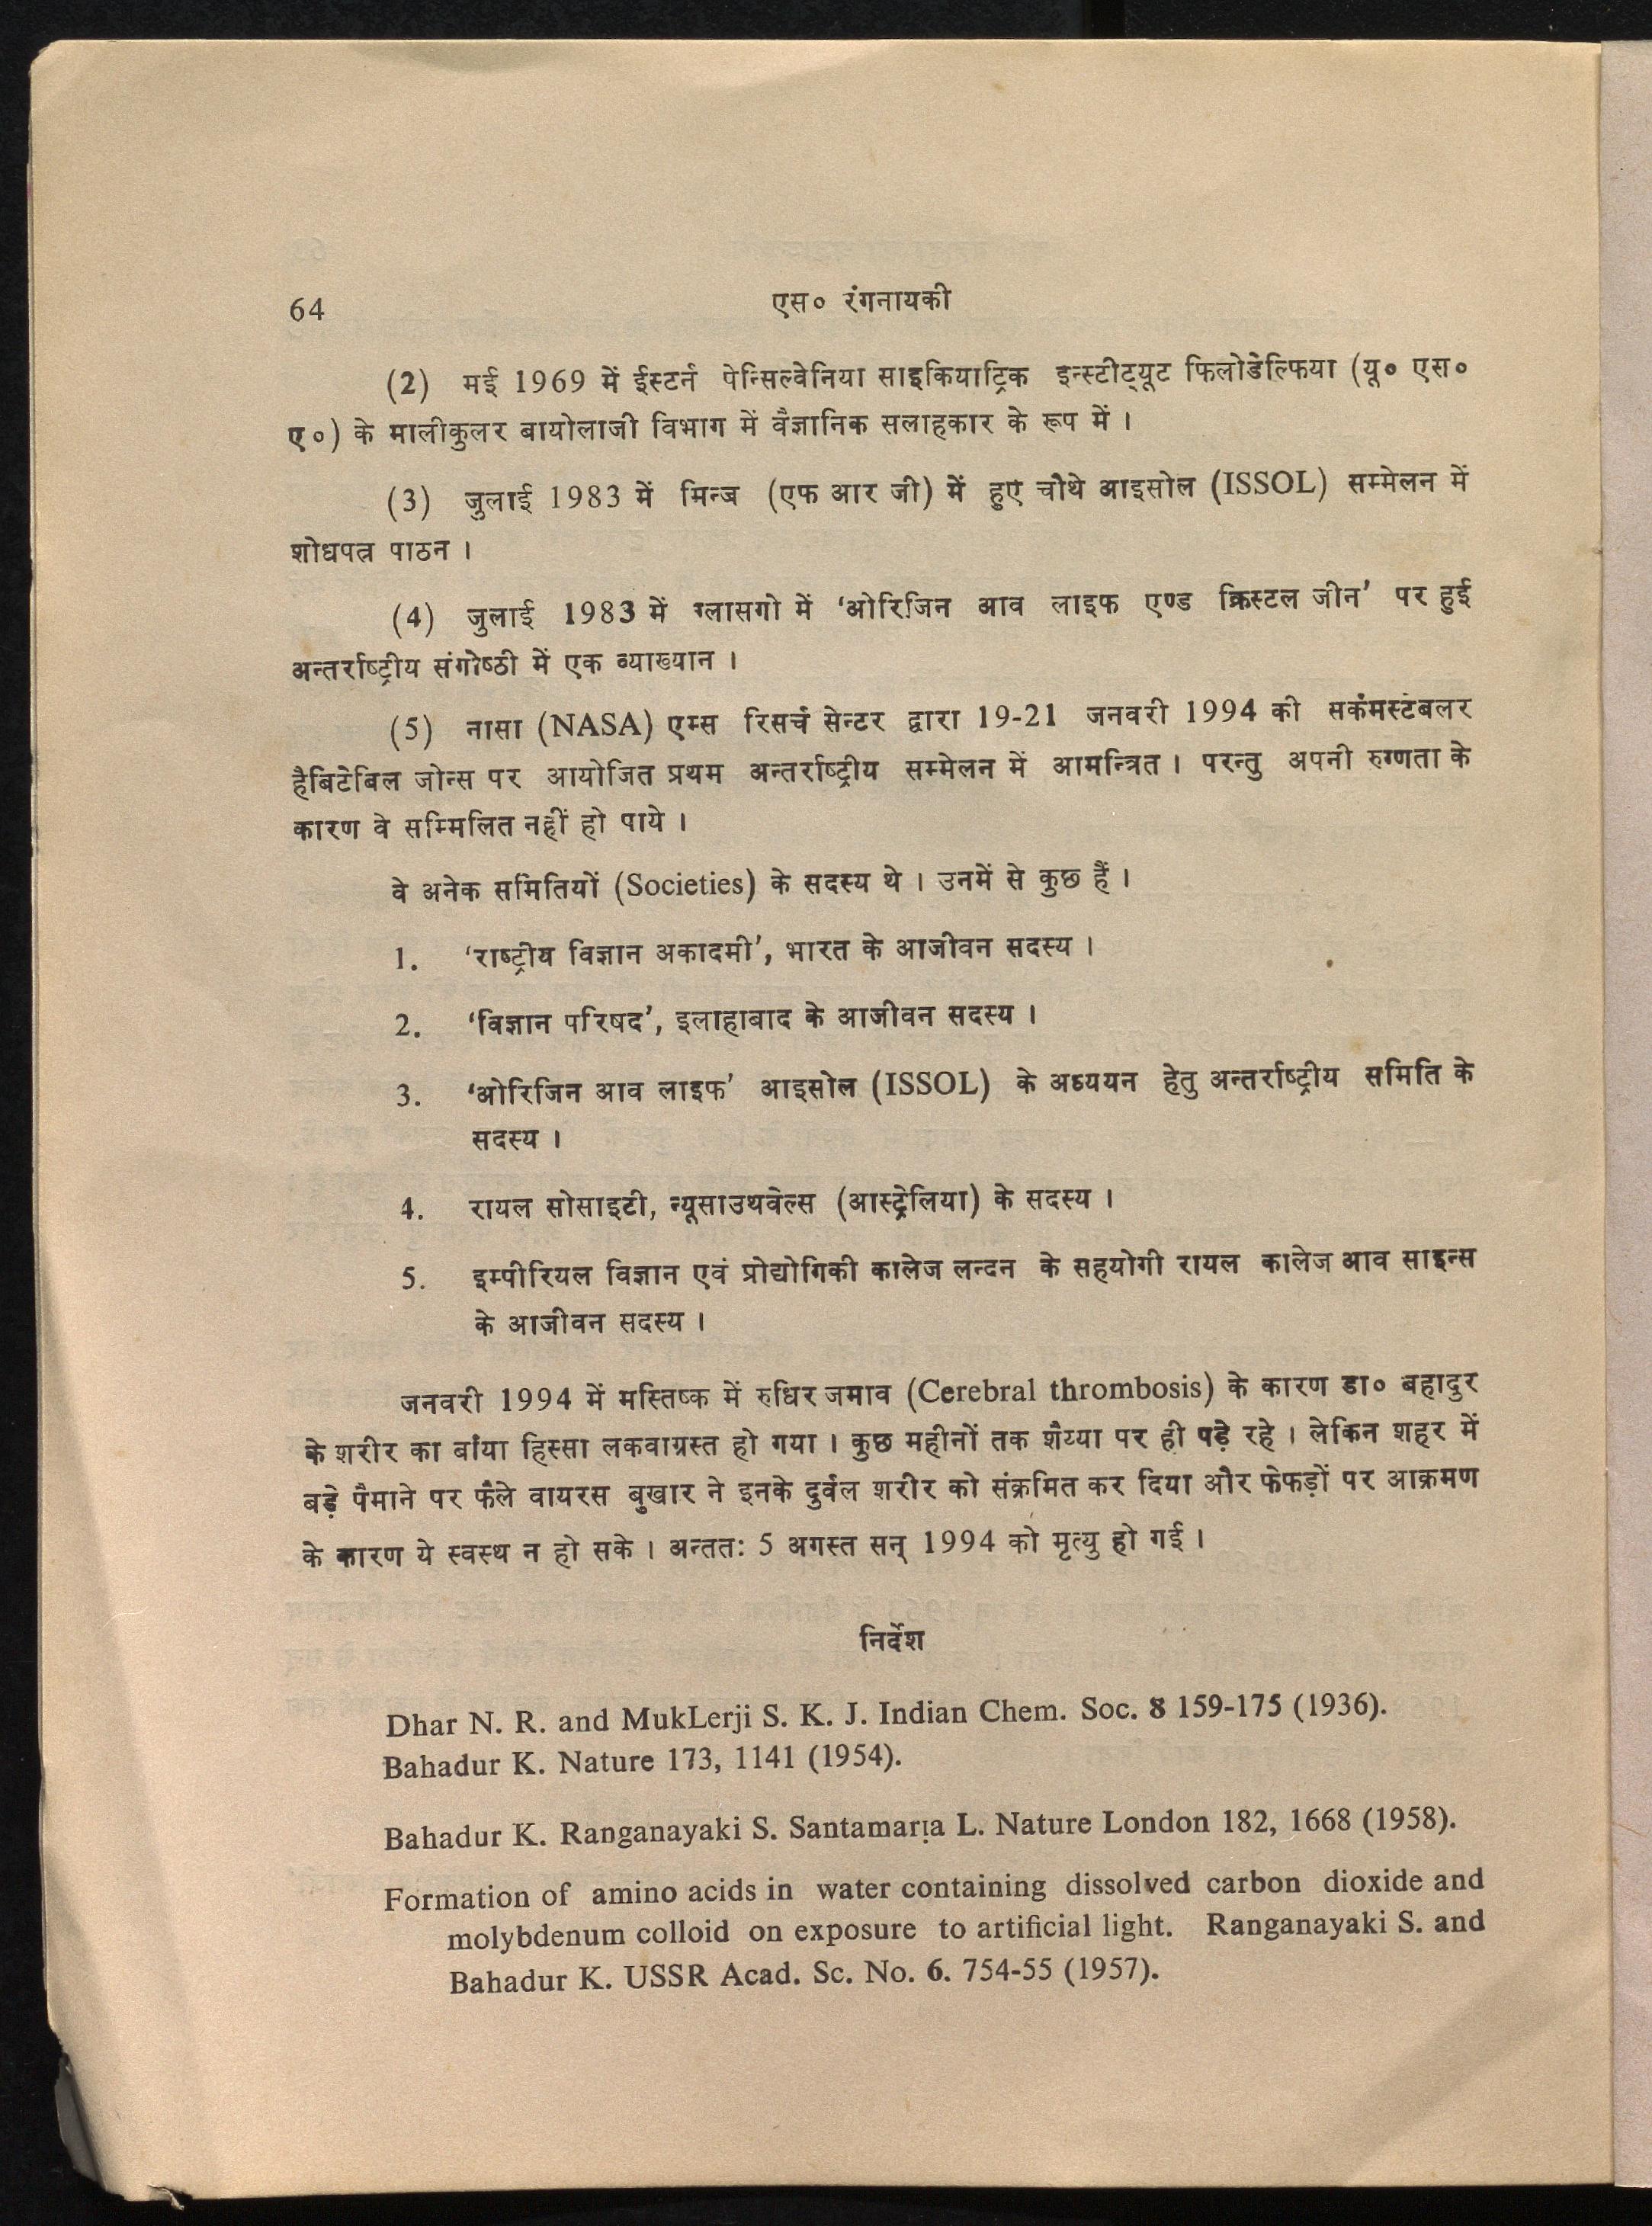 64
एस० रंगनायकी
(2) मई 1969 में ईस्टर्न पेन्सिल्वेनिया साइकियाट्रिक इन्स्टीट्यूट फिलोडेल्फिया (यू० एस०
ए०) के मालीकुलर बायोलाजी विभाग में वैज्ञानिक सलाहकार के रूप में ।
(3) जुलाई 1983 में मिन्ज (एफ आर जी) में हुए चौथे आइसोल (ISSOL) सम्मेलन में
शोधपत्र पाठन ।
(4) जुलाई 1983 में ग्लासगो में ‘ओरिजिन आव लाइफ एण्ड क्रिस्टल जीन’ पर हुई
अन्तर्राष्ट्रीय संगोष्ठी में एक व्याख्यान ।
(5) नासा (NASA) एम्स रिसर्च सेन्टर द्वारा 19-21 जनवरी 1994 की सर्कमस्टेबलर
हैबिटेबिल जोन्स पर आयोजित प्रथम अन्तर्राष्ट्रीय सम्मेलन में आमन्त्रित । परन्तु अपनी रुग्णता के
कारण वे सम्मिलित नहीं हो पाये ।
वे अनेक समितियों (Societies) के सदस्य थे । उनमें से कुछ हैं ।
1. ‘राष्ट्रीय विज्ञान अकादमी’, भारत के आजीवन सदस्य ।
2. ‘विज्ञान परिषद’, इलाहाबाद के आजीवन सदस्य ।
3. ‘ओरिजिन आव लाइफ’ आइसोल (ISSOL) के अध्ययन हेतु अन्तर्राष्ट्रीय समिति के
सदस्य ।
4. रायल सोसाइटी, न्यूसाउथवेल्स (आस्ट्रेलिया) के सदस्य ।
5. इम्पीरियल विज्ञान एवं प्रोद्योगिकी कालेज लन्दन के सहयोगी रायल कालेज आव साइन्स
के आजीवन सदस्य ।
जनवरी 1994 में मस्तिष्क में रुधिर जमाव (Cerebral thrombosis) के कारण डा० बहादुर
के शरीर का बांया हिस्सा लकवाग्रस्त हो गया । कुछ महीनों तक शैय्या पर ही पड़े रहे । लेकिन शहर में
बड़े पैमाने पर फैले वायरस बुखार ने इनके दुर्बल शरीर को संक्रमित कर दिया और फेफड़ों पर आक्रमण
के कारण ये स्वस्थ न हो सके । अन्ततः 5 अगस्त सन् 1994 को मृत्यु हो गई ।
निर्देश
Dhar N. R. and MukLerji S. K. J. Indian Chem. Soc. 8 159-175 (1936).
Bahadur K. Nature 173, 1141 (1954).
Bahadur K. Ranganayaki S. Santamaria L. Nature London 182, 1668 (1958).
Formation of amino acids in water containing dissolved carbon dioxide and
molybdenum colloid on exposure to artificial light. Ranganayaki S. and
Bahadur K. USSR Acad. Sc. No. 6. 754-55 (1957).